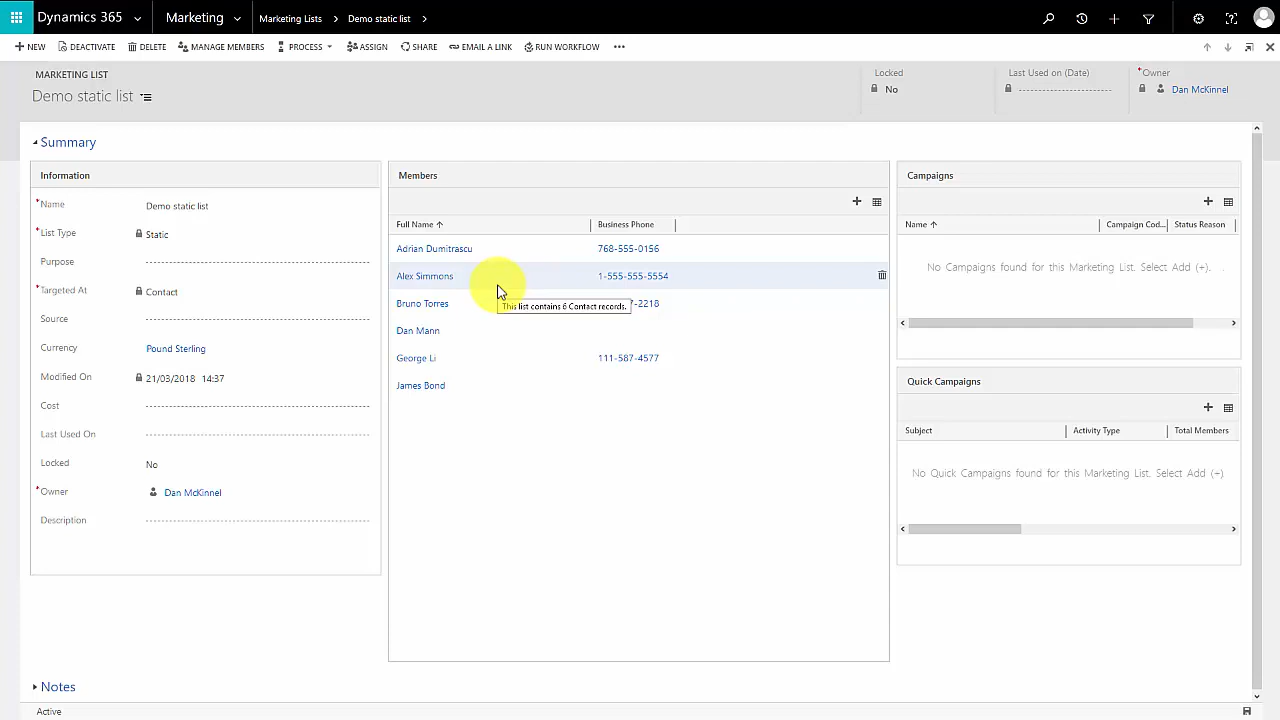 Dynamics 365 Marketing Marketing Lists > Demo static list >
NEW DEACTIVATE DELETE MANAGE MEMBERS PROCESS ASSIGN SHARE EMAIL A LINK RUN WORKFLOW •••
MARKETING LIST
Demo static list
Locked
No
Last Used on (Date)
*Owner
Dan McKinnel
Summary
Information
*Name Demo static list
*List Type Static
Purpose
*Targeted At Contact
Source
Currency Pound Sterling
Modified On 21/03/2018 14:37
Cost
Last Used On
Locked No
*Owner Dan McKinnel
Description
Members
Full Name Business Phone
Adrian Dumitrascu 768-555-0156
Alex Simmons 1-555-555-5554
Bruno Torres 7-2218
This list contains 6 Contact records.
Dan Mann
George Li 111-587-4577
James Bond
Campaigns
Name Campaign Cod... Status Reason
No Campaigns found for this Marketing List. Select Add (+).
Quick Campaigns
Subject Activity Type Total Members
No Quick Campaigns found for this Marketing List. Select Add (+)
Notes
Active